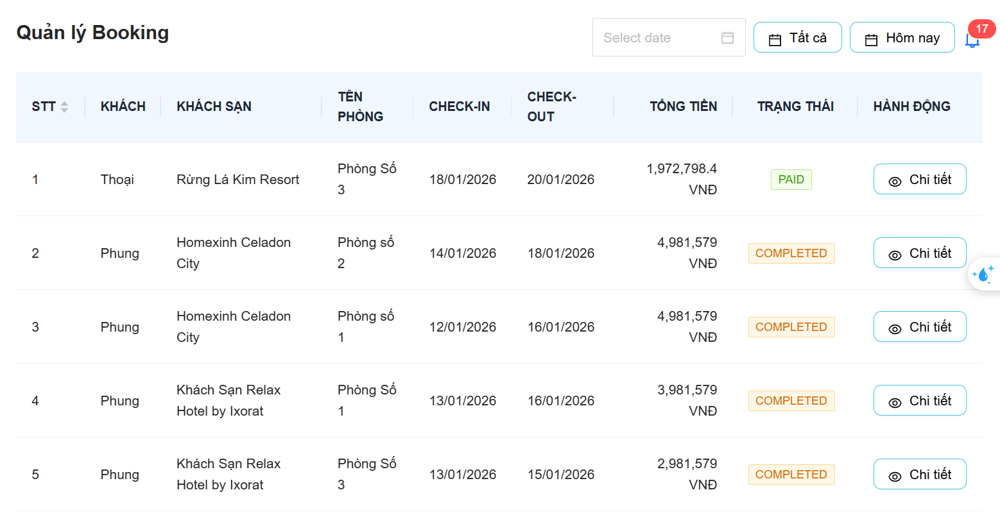 Quản lý Booking
Select date
Tất cả
Hôm nay
17
STT
KHÁCH
KHÁCH SẠN
TÊN
PHÒNG
CHECK-IN
CHECK-
OUT
TỔNG TIỀN
TRẠNG THÁI
HÀNH ĐỘNG
1
Thoại
Rừng Lá Kim Resort
Phòng Số
3
18/01/2026
20/01/2026
1,972,798.4
VNĐ
PAID
Chi tiết
2
Phung
Homexinh Celadon
City
Phòng số
2
14/01/2026
18/01/2026
4,981,579
VNĐ
COMPLETED
Chi tiết
3
Phung
Homexinh Celadon
City
Phòng số
1
12/01/2026
16/01/2026
4,981,579
VNĐ
COMPLETED
Chi tiết
4
Phung
Khách Sạn Relax
Hotel by Ixorat
Phòng Số
1
13/01/2026
16/01/2026
3,981,579
VNĐ
COMPLETED
Chi tiết
5
Phung
Khách Sạn Relax
Hotel by Ixorat
Phòng Số
3
13/01/2026
15/01/2026
2,981,579
VNĐ
COMPLETED
Chi tiết